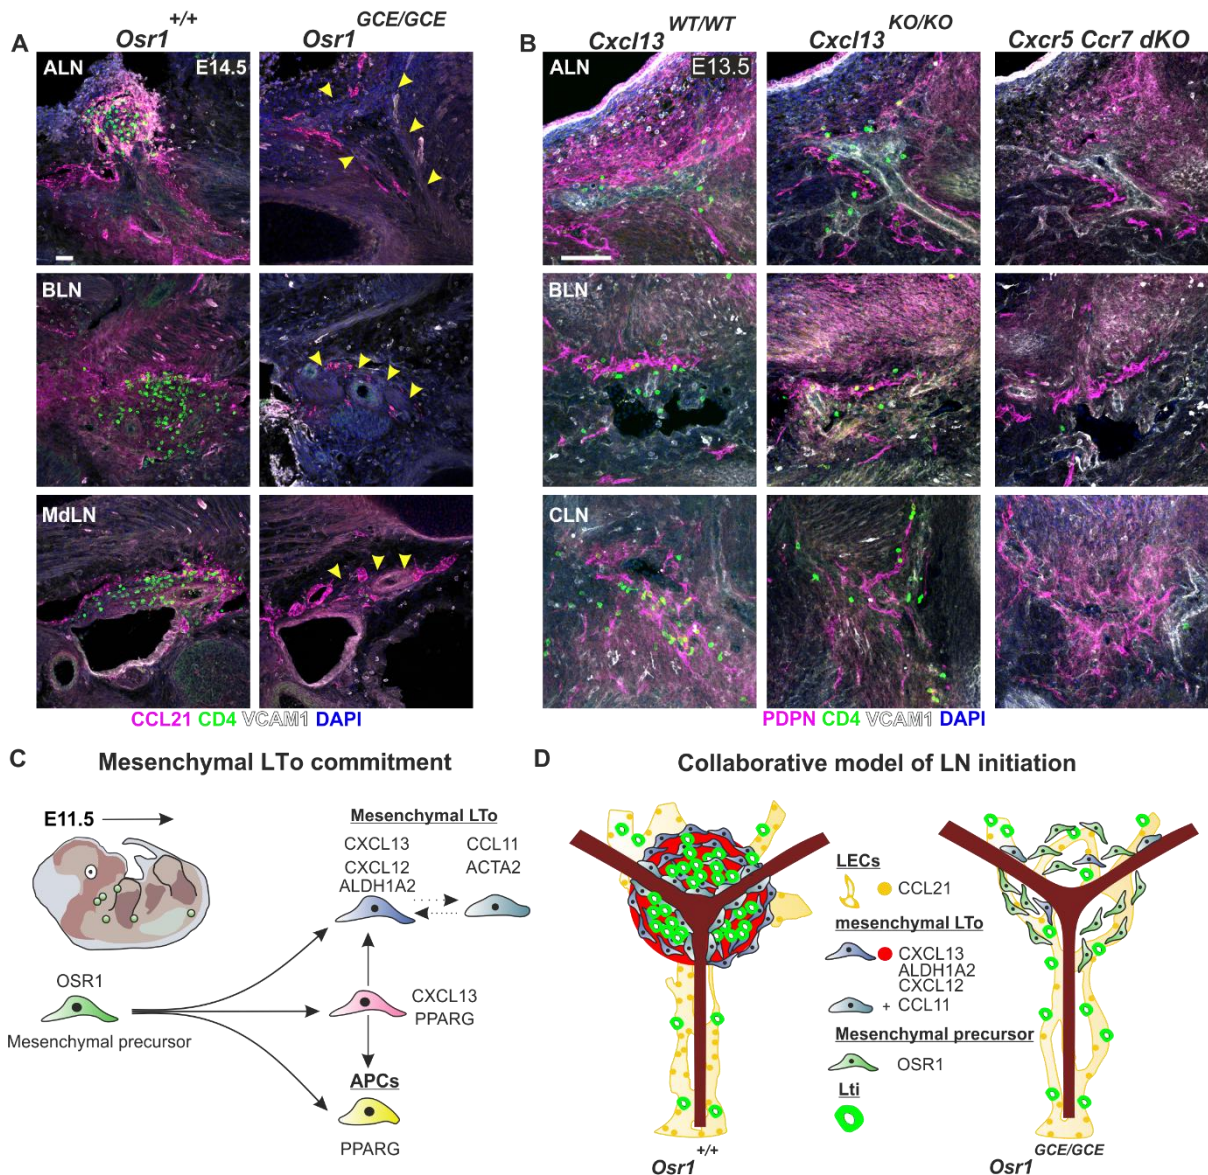 A
Osr1+/+
Osr1GCE/GCE
ALN
E14.5
BLN
MdLN
CCL21 CD4 VCAM1 DAPI
B
Cxcl13WT/WT
Cxcl13KO/KO
Cxcr5 Ccr7 dKO
ALN
E13.5
BLN
CLN
PDPN CD4 VCAM1 DAPI
C
Mesenchymal LTo commitment
E11.5
Mesenchymal LTo
CXCL13
CCL11
CXCL12
ACTA2
ALDH1A2
OSR1
Mesenchymal precursor
CXCL13
PPARG
APCs
PPARG
D
Collaborative model of LN initiation
LECs
CCL21
mesenchymal LTo
CXCL13
ALDH1A2
CXCL12
+ CCL11
Mesenchymal precursor
OSR1
Lti
Osr1+/+
Osr1GCE/GCE